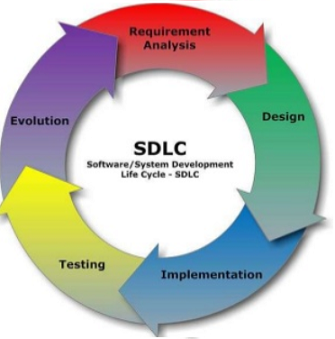 Requirement
Analysis
Design
Evolution
SDLC
Software/System Development
Life Cycle - SDLC
Testing
Implementation